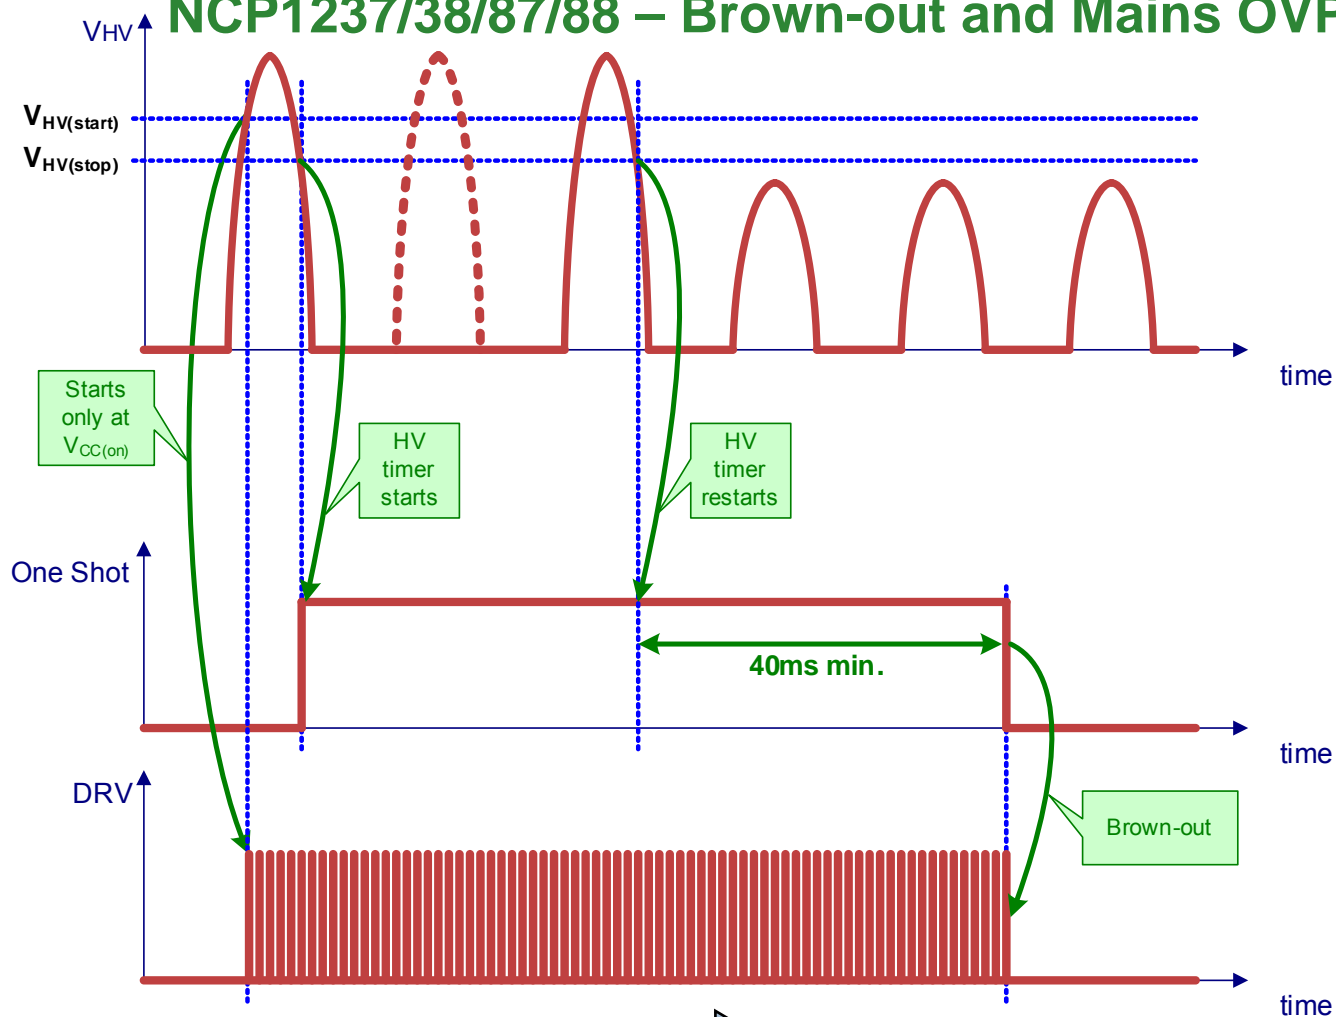 NCP1237/38/87/88 – Brown-out and Mains OVP
VHV
VHV(start)
VHV(stop)
time
Starts
only at
VCC(on)
HV
timer
starts
HV
timer
restarts
One Shot
40ms min.
time
DRV
Brown-out
time